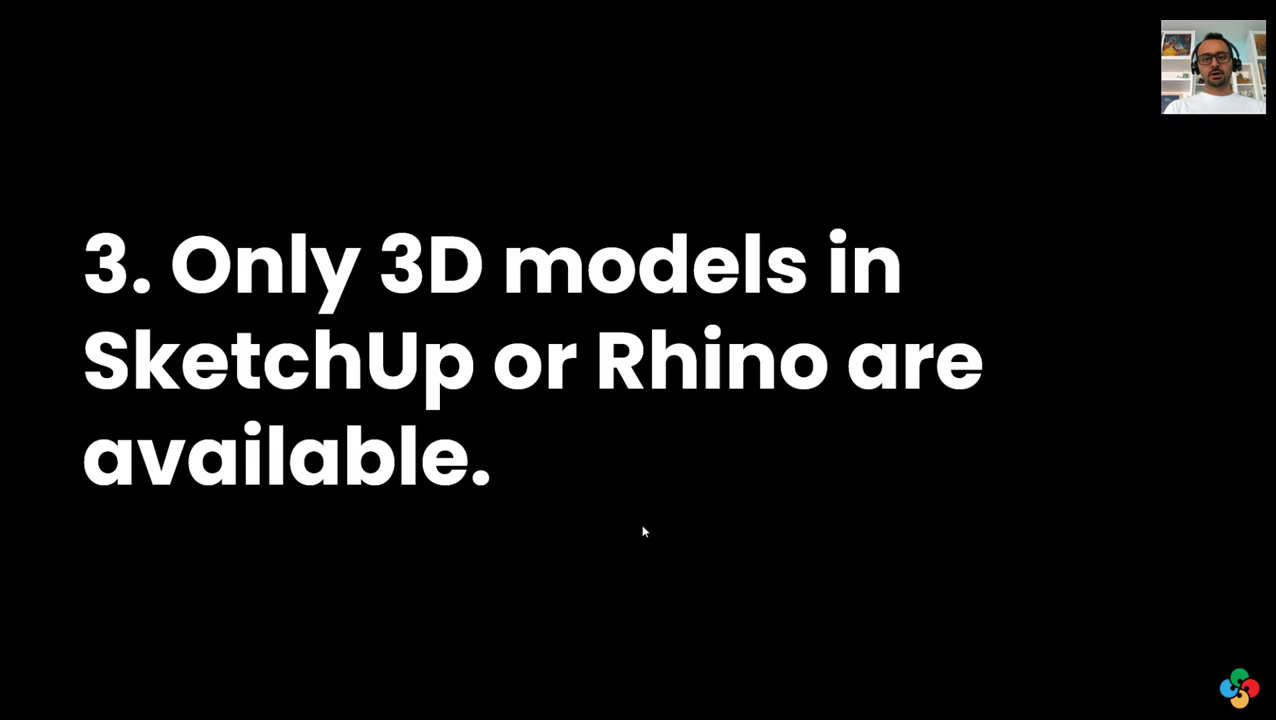 3. Only 3D models in
SketchUp or Rhino are
available.